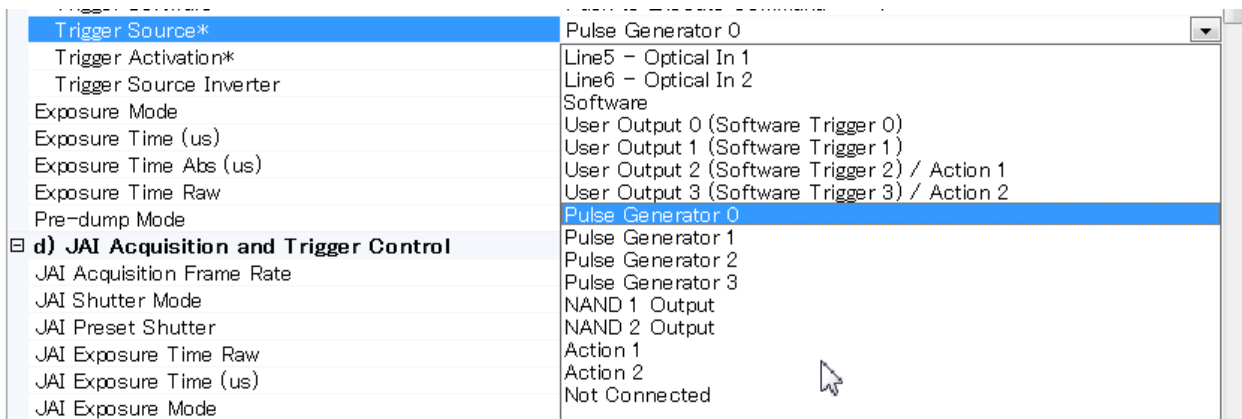 Trigger Source* Pulse Generator 0
Trigger Activation*
Trigger Source Inverter
Exposure Mode
Exposure Time (us)
Exposure Time Abs (us)
Exposure Time Raw
Pre-dump Mode
d) JAI Acquisition and Trigger Control
JAI Acquisition Frame Rate
JAI Shutter Mode
JAI Preset Shutter
JAI Exposure Time Raw
JAI Exposure Time (us)
JAI Exposure Mode
Line5 - Optical In 1
Line6 - Optical In 2
Software
User Output 0 (Software Trigger 0)
User Output 1 (Software Trigger 1)
User Output 2 (Software Trigger 2) / Action 1
User Output 3 (Software Trigger 3) / Action 2
Pulse Generator 0
Pulse Generator 1
Pulse Generator 2
Pulse Generator 3
NAND 1 Output
NAND 2 Output
Action 1
Action 2
Not Connected